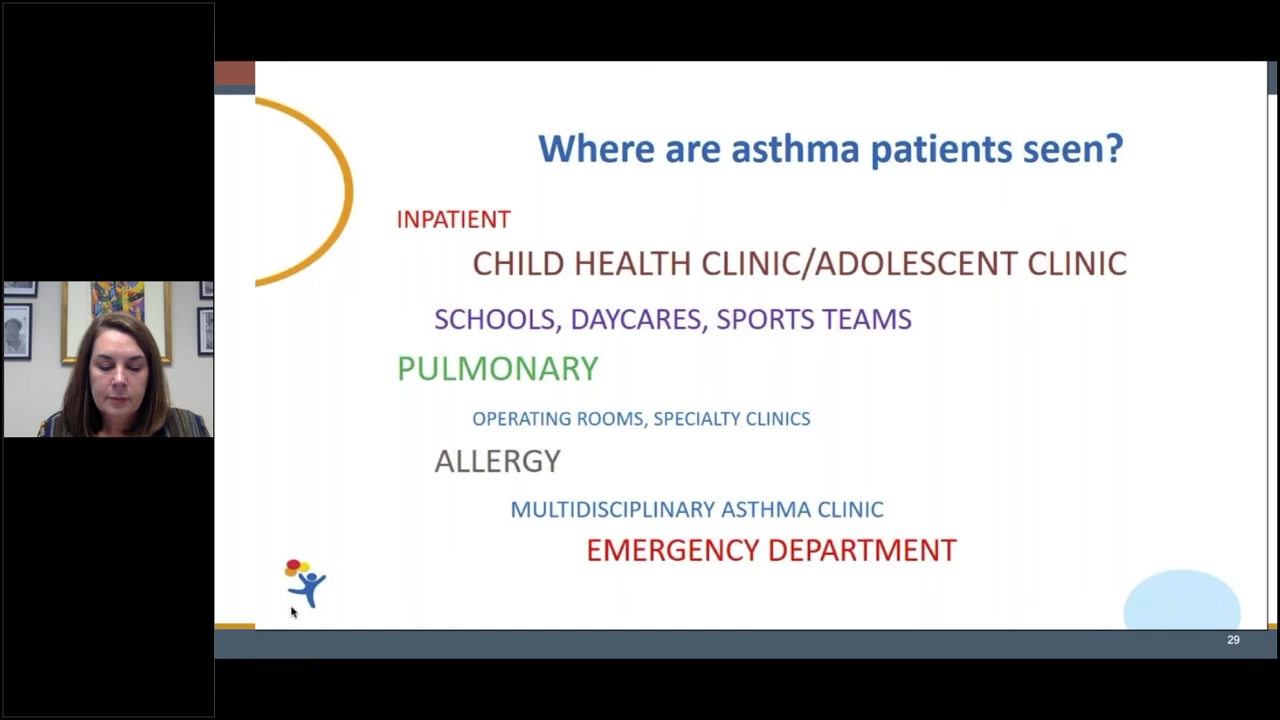 Where are asthma patients seen?
INPATIENT
CHILD HEALTH CLINIC/ADOLESCENT CLINIC
SCHOOLS, DAYCARES, SPORTS TEAMS
PULMONARY
OPERATING ROOMS, SPECIALTY CLINICS
ALLERGY
MULTIDISCIPLINARY ASTHMA CLINIC
EMERGENCY DEPARTMENT
29